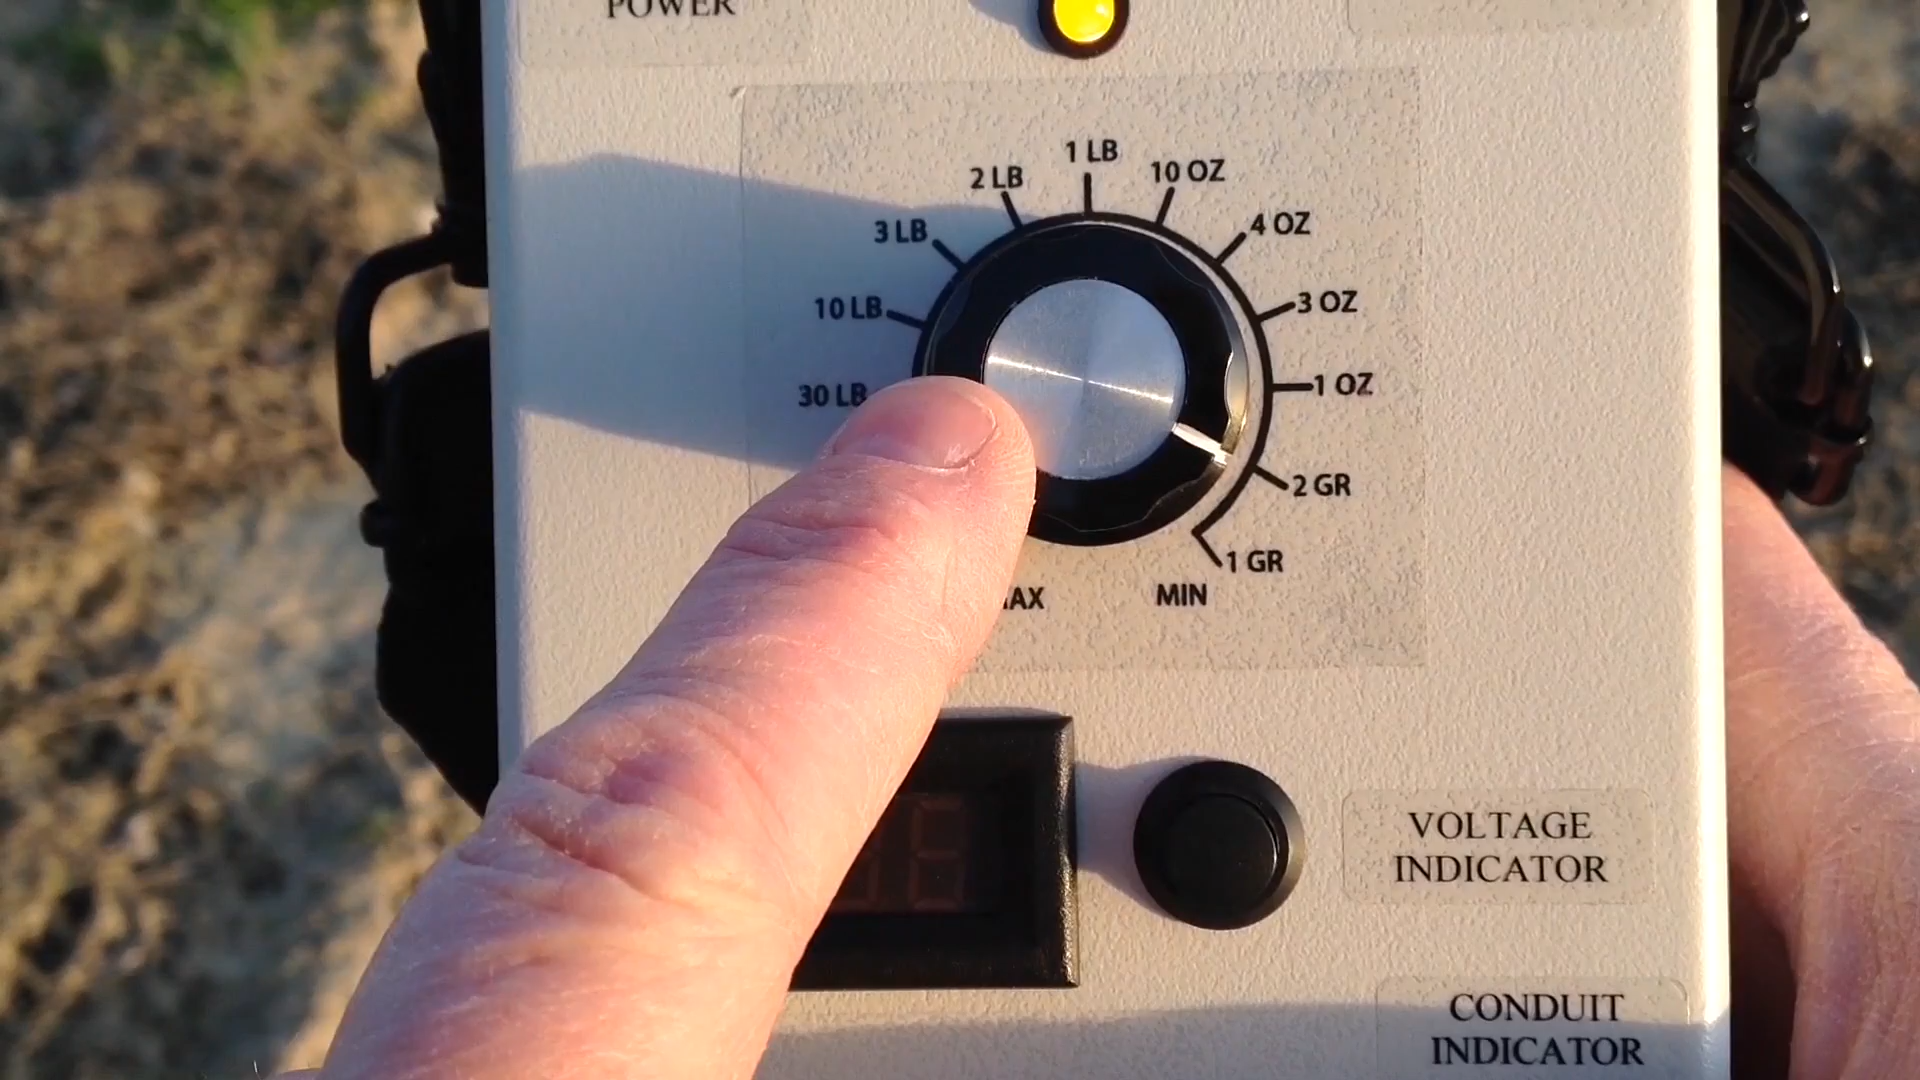 POWER
1 LB
2 LB
10 OZ
3 LB
4 OZ
10 LB
3 OZ
30 LB
1 OZ
2 GR
1 GR
MIN
VOLTAGE
INDICATOR
CONDUIT
INDICATOR